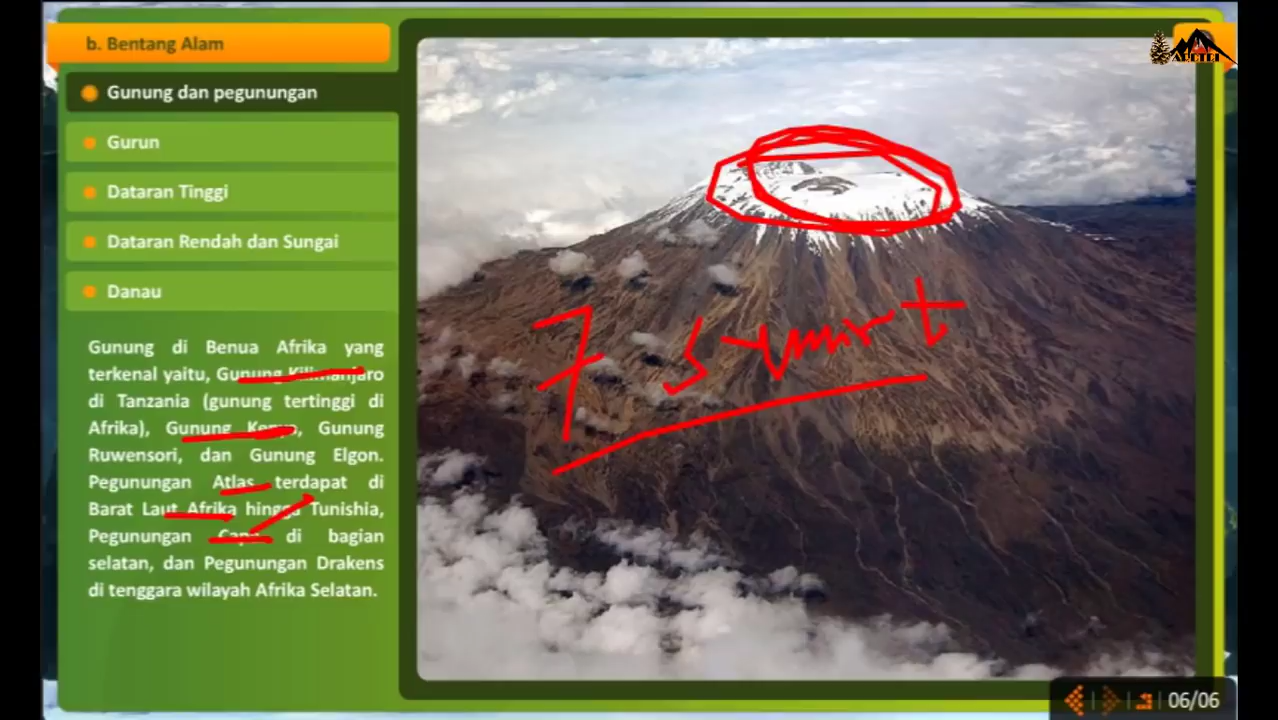 b. Bentang Alam
Gunung dan pegunungan
Gurun
Dataran Tinggi
Dataran Rendah dan Sungai
Danau
Gunung di Benua Afrika yang
terkenal yaitu, Gunung Kilimanjaro
di Tanzania (gunung tertinggi di
Afrika), Gunung Kenya, Gunung
Ruwensori, dan Gunung Elgon.
Pegunungan Atlas terdapat di
Barat Laut Afrika hingga Tunishia,
Pegunungan Cape di bagian
selatan, dan Pegunungan Drakens
di tenggara wilayah Afrika Selatan.
7
06/06